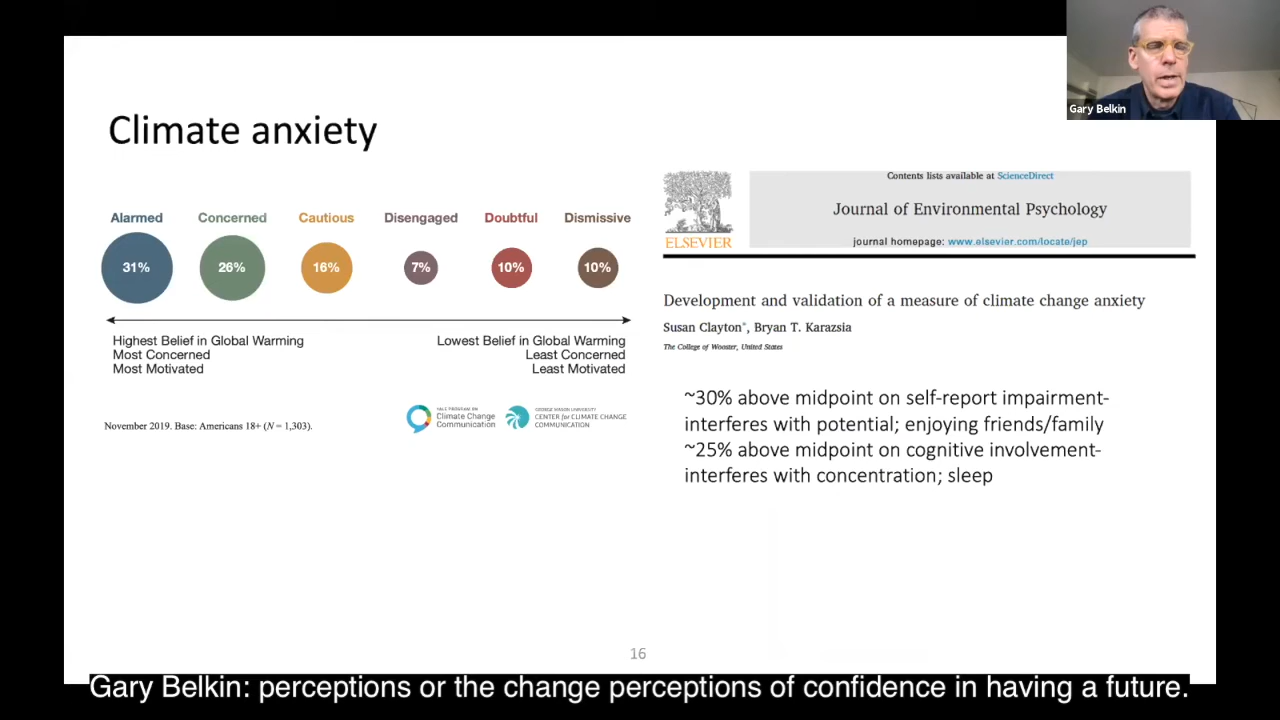 Gary Belkin
Climate anxiety
Alarmed
Concerned
Cautious
Disengaged
Doubtful
Dismissive
31%
26%
16%
7%
10%
10%
Highest Belief in Global Warming
Most Concerned
Most Motivated
Lowest Belief in Global Warming
Least Concerned
Least Motivated
YALE PROGRAM ON
Climate Change
Communication
GEORGE MASON UNIVERSITY
CENTER for CLIMATE CHANGE
COMMUNICATION
November 2019. Base: Americans 18+ (N = 1,303).
Contents lists available at ScienceDirect
Journal of Environmental Psychology
journal homepage: www.elsevier.com/locate/jep
ELSEVIER
Development and validation of a measure of climate change anxiety
Susan Clayton*, Bryan T. Karazsia
The College of Wooster, United States
~30% above midpoint on self-report impairment-
interferes with potential; enjoying friends/family
~25% above midpoint on cognitive involvement-
interferes with concentration; sleep
16
Gary Belkin: perceptions or the change perceptions of confidence in having a future.